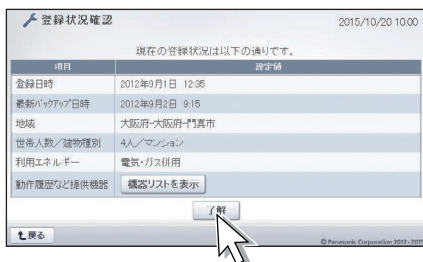 登録状況確認
2015/10/20 10:00
現在の登録状況は以下の通りです。
項目 設定値
登録日時 2012年9月1日 12:35
最新バックアップ日時 2012年9月2日 9:15
地域 大阪府-大阪府-門真市
世帯人数／建物種別 4人／マンション
利用エネルギー 電気・ガス併用
動作履歴など提供機器 機器リストを表示
了解
戻る
© Panasonic Corporation 2012-2015